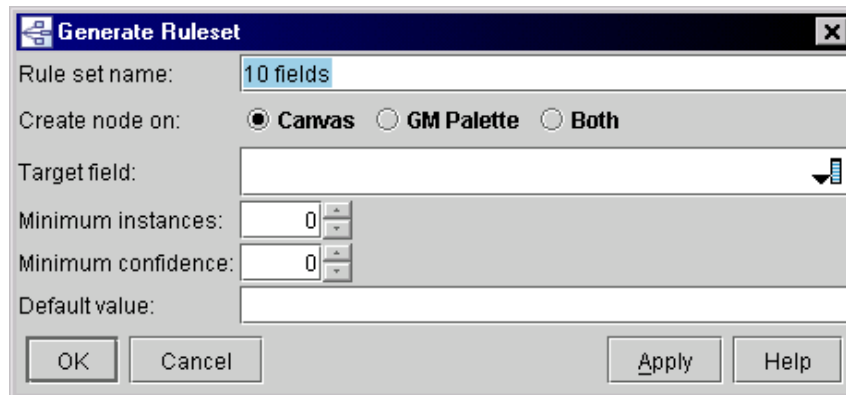 Generate Ruleset
Rule set name: 10 fields
Create node on: Canvas GM Palette Both
Target field:
Minimum instances: 0
Minimum confidence: 0
Default value:
OK Cancel Apply Help